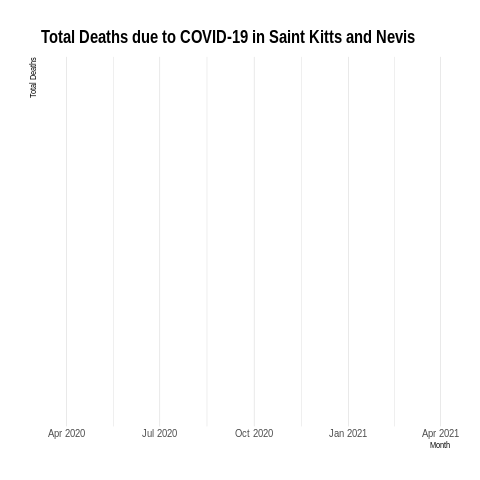 Total Deaths due to COVID-19 in Saint Kitts and Nevis
Total Deaths
Apr 2020 Jul 2020 Oct 2020 Jan 2021 Apr 2021
Month